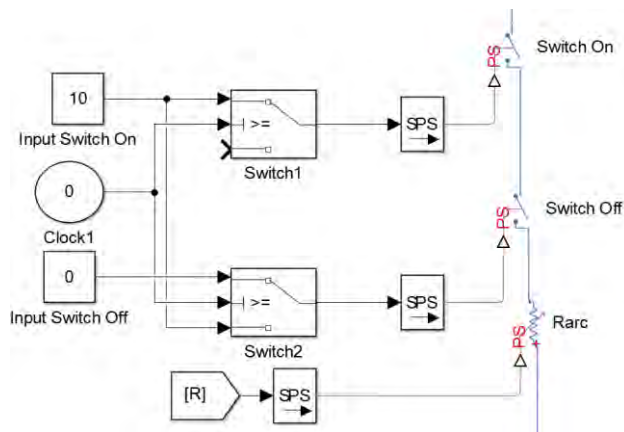 PS
Switch On
10
>=
SPS
Input Switch On
Switch1
0
PS
Switch Off
Clock1
0
>=
SPS
Input Switch Off
Switch2
PS
Rarc
[R]
SPS